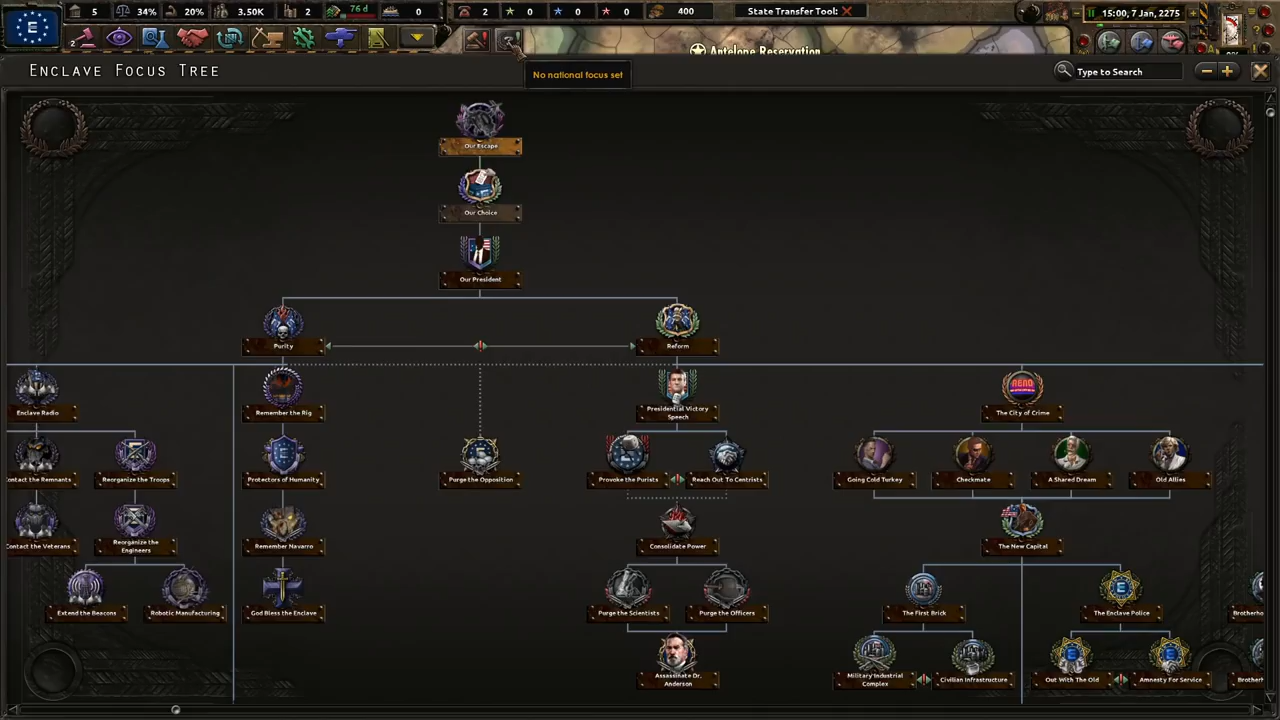 5 34% 20% 3.50K 2 76 d 0 2 0 0 0 400 State Transfer Tool: 15:00, 7 Jan, 2275
2
Antelope Reservation
Enclave Focus Tree
No national focus set
Type to Search
Our Escape
Our Choice
Our President
Purity
Reform
Enclave Radio
Remember the Rig
Presidential Victory
Speech
The City of Crime
Contact the Remnants
Reorganize the Troops
Protectors of Humanity
Purge the Opposition
Provoke the Purists
Reach Out To Centrists
Going Cold Turkey
Checkmate
A Shared Dream
Old Allies
RENO
Contact the Veterans
Reorganize the
Engineers
Remember Navarro
Consolidate Power
The New Capital
Extend the Beacons
Robotic Manufacturing
God Bless the Enclave
Purge the Scientists
Purge the Officers
The First Brick
The Enclave Police
Brotherho
Assassinate Dr.
Anderson
Military Industrial
Complex
Civilian Infrastructure
Out With The Old
Amnesty For Service
Brother